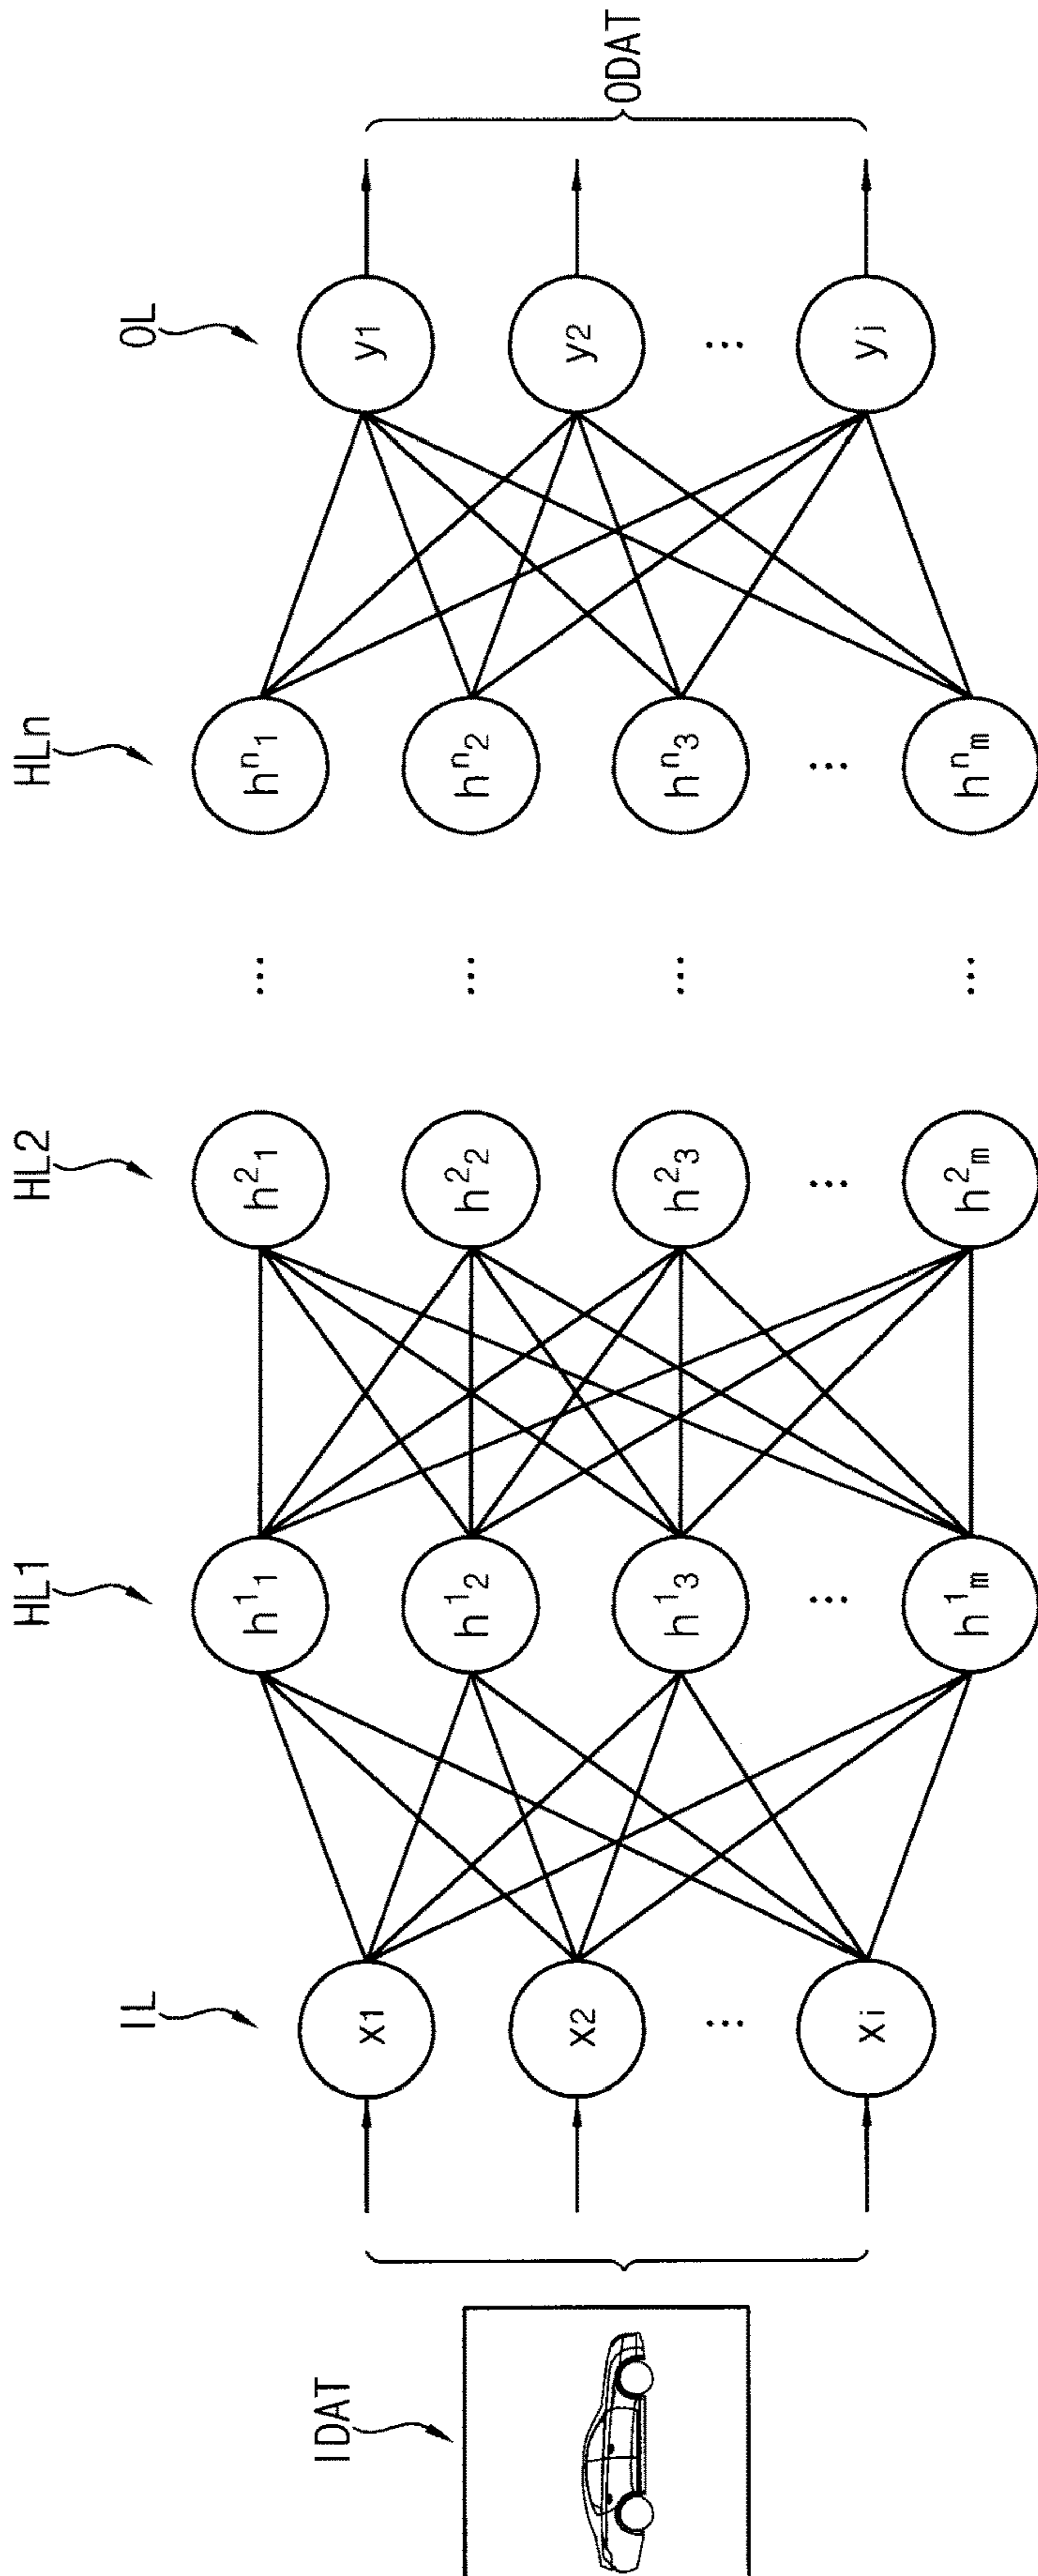 IDAT
IL
x1
x2
⋮
xi
HL1
h¹1
h¹2
h¹3
⋮
h¹m
HL2
h²1
h²2
h²3
⋮
h²m
...
...
...
...
HLn
hⁿ1
hⁿ2
hⁿ3
⋮
hⁿm
OL
y1
y2
⋮
yj
ODAT